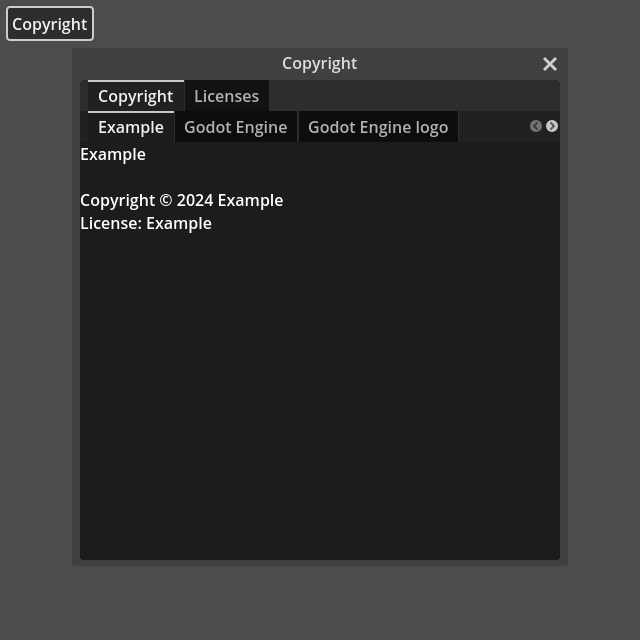 Copyright
Copyright
Copyright Licenses
Example Godot Engine Godot Engine logo
Example
Copyright © 2024 Example
License: Example